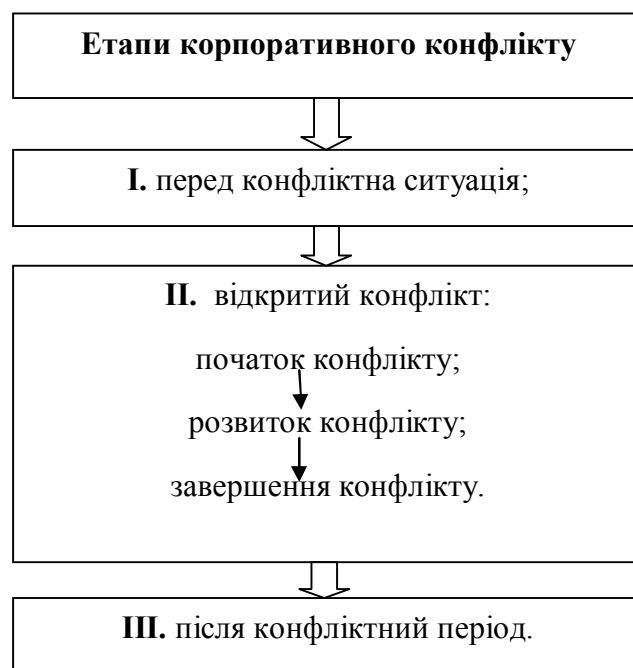 Етапи корпоративного конфлікту
I. перед конфліктна ситуація;
II. відкритий конфлікт:
початок конфлікту;
розвиток конфлікту;
завершення конфлікту.
III. після конфліктний період.